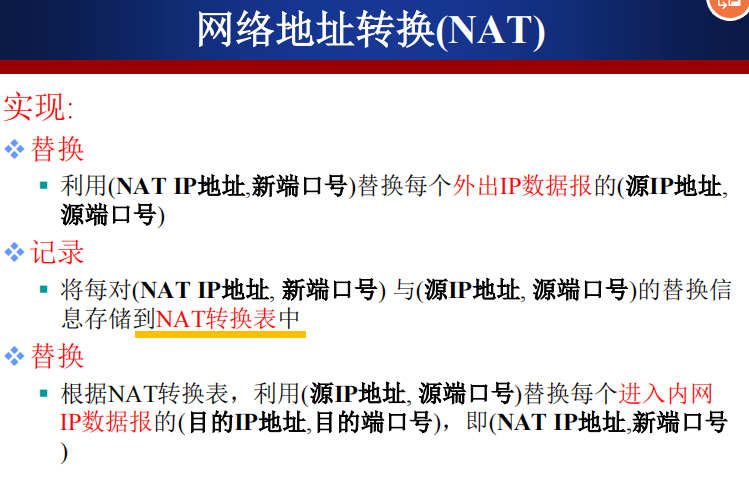 网络地址转换(NAT)
实现:
替换
利用(NAT IP地址,新端口号)替换每个外出IP数据报的(源IP地址,
源端口号)
记录
将每对(NAT IP地址, 新端口号) 与(源IP地址, 源端口号)的替换信
息存储到NAT转换表中
替换
根据NAT转换表，利用(源IP地址, 源端口号)替换每个进入内网
IP数据报的(目的IP地址,目的端口号)，即(NAT IP地址,新端口号
)